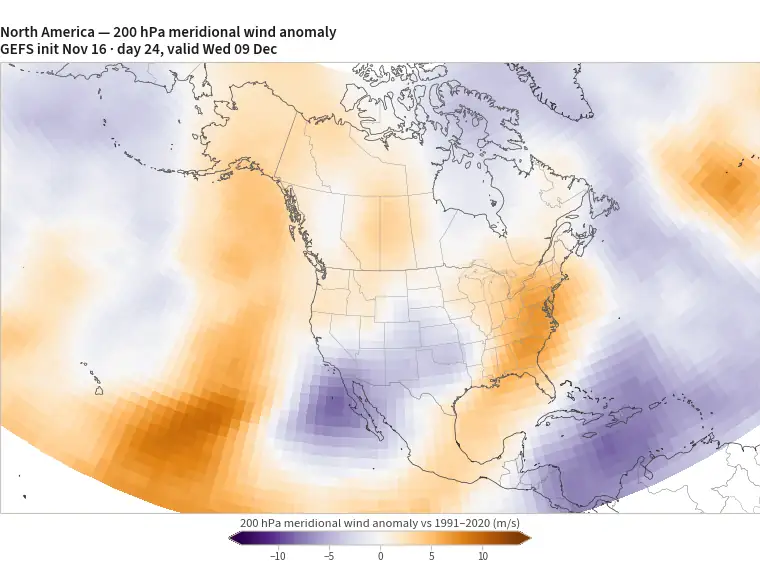 North America — 200 hPa meridional wind anomaly
GEFS init Nov 16 · day 24, valid Wed 09 Dec
200 hPa meridional wind anomaly vs 1991–2020 (m/s)
−10 −5 0 5 10